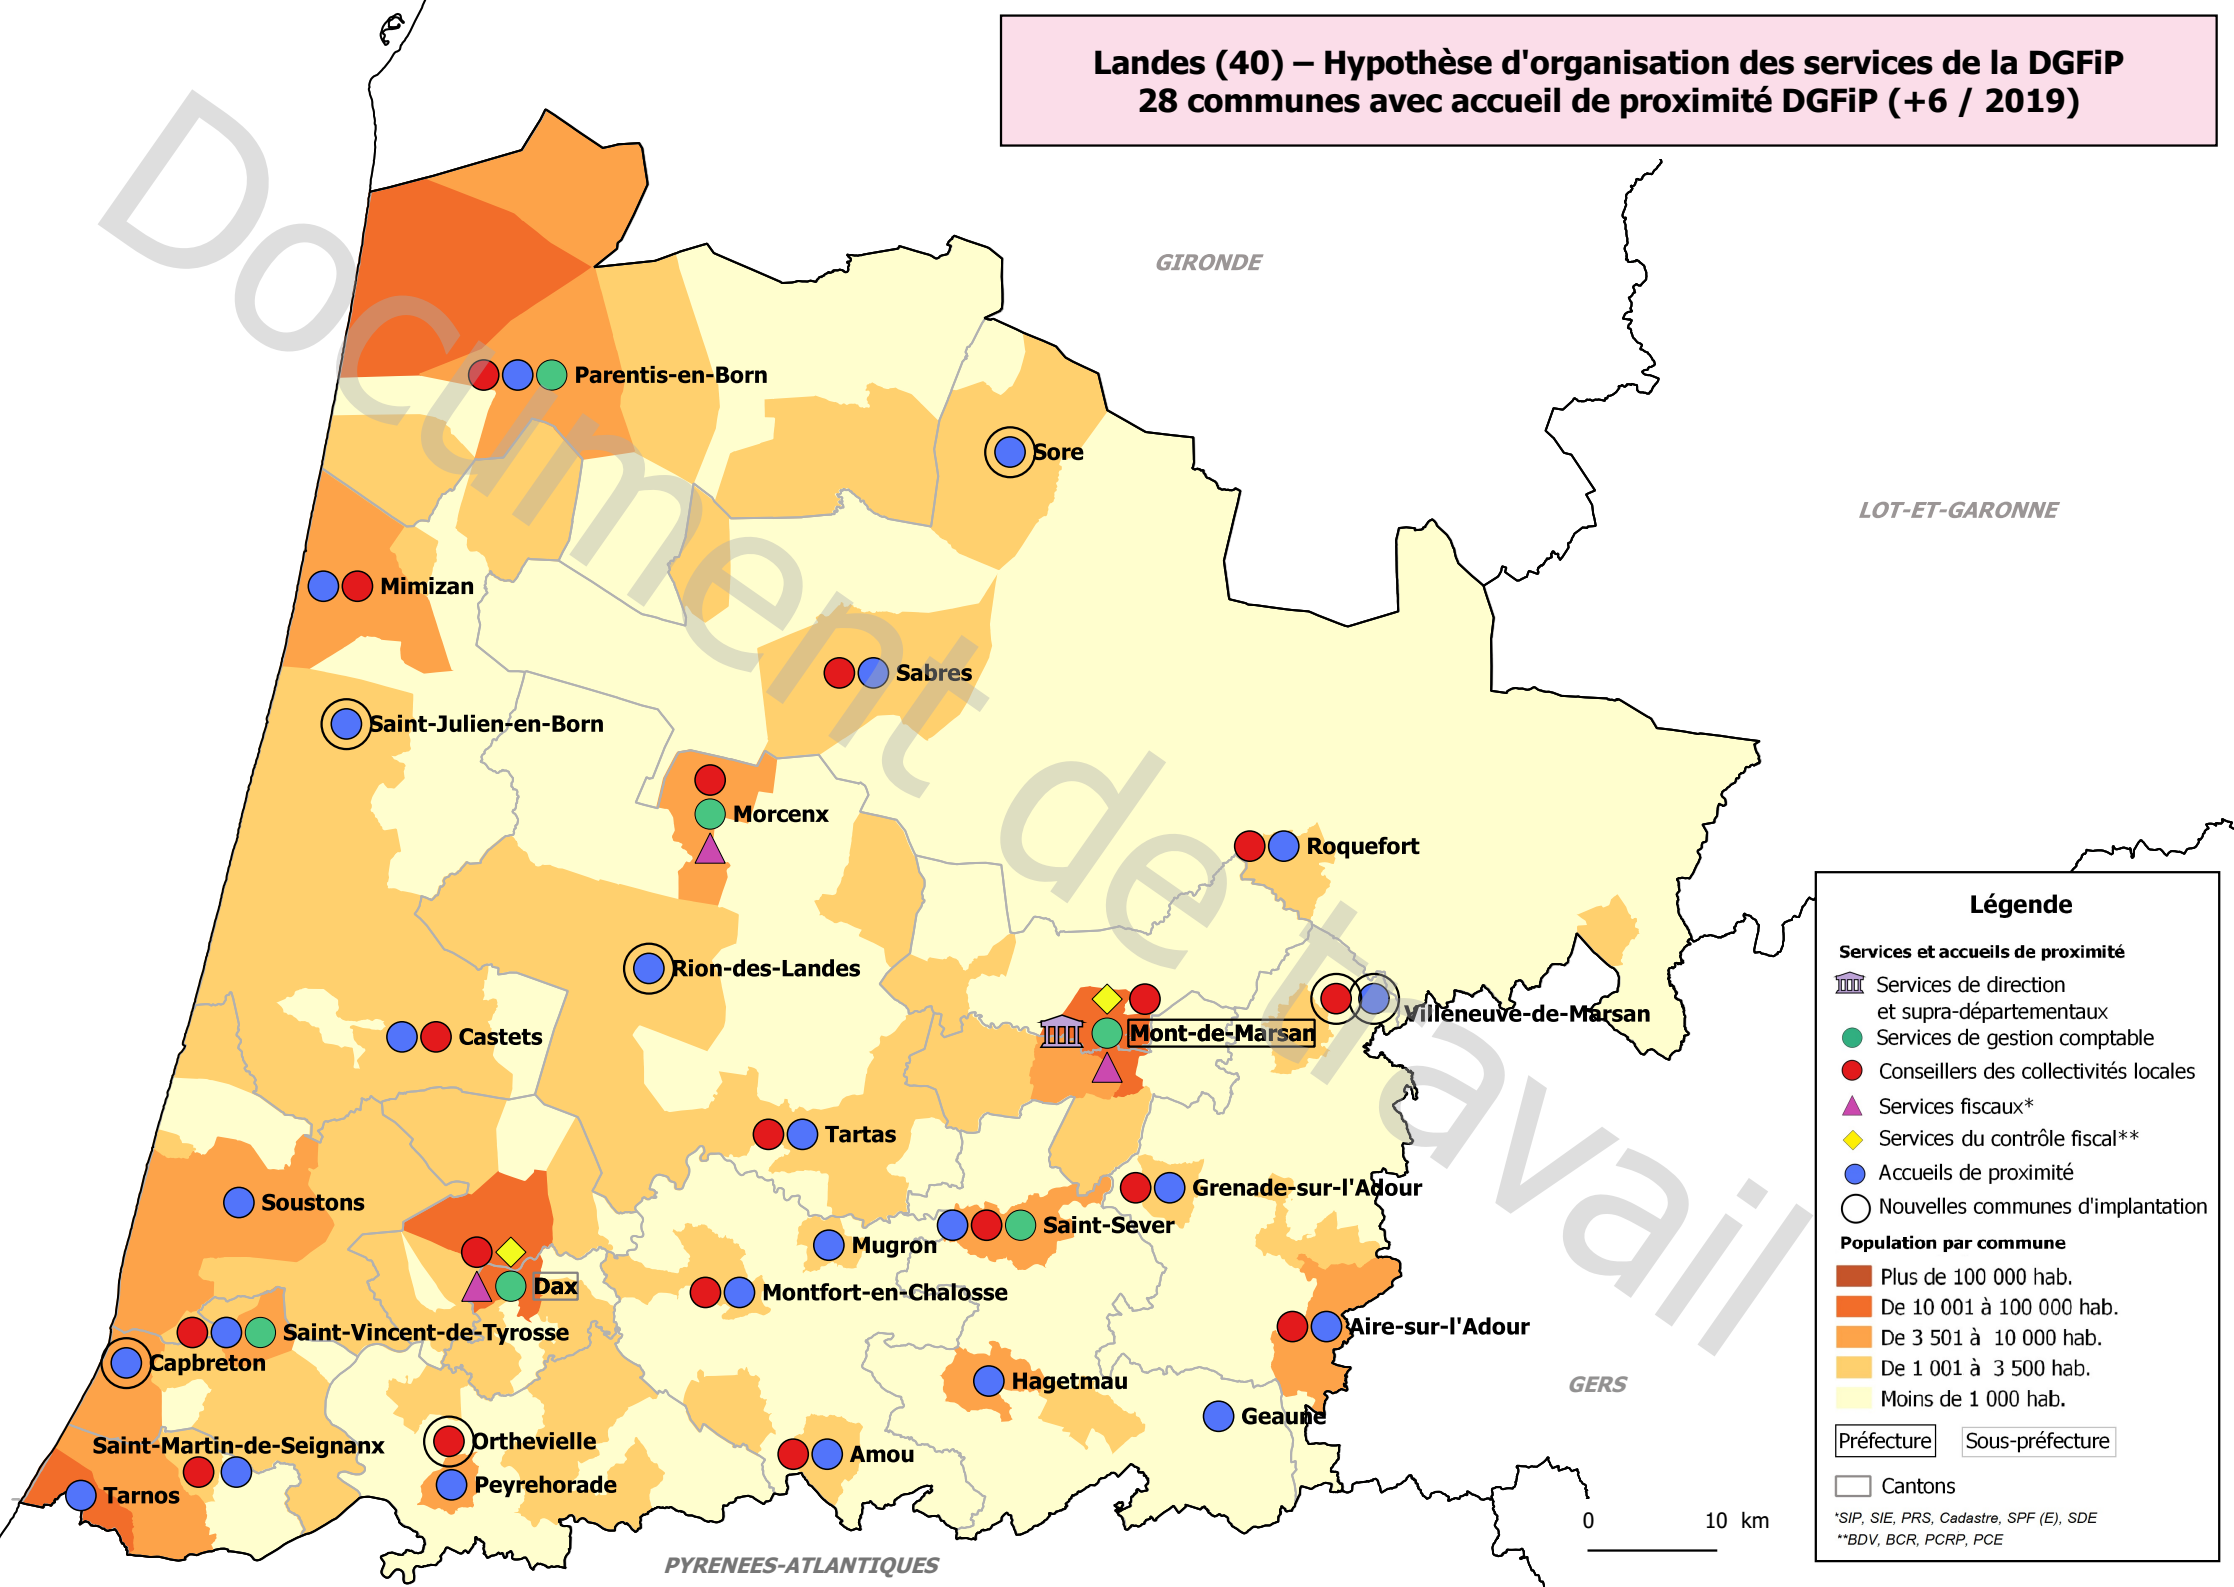 Landes (40) – Hypothèse d'organisation des services de la DGFiP
28 communes avec accueil de proximité DGFiP (+6 / 2019)
Document de travail
GIRONDE
LOT-ET-GARONNE
Parentis-en-Born
Sore
Mimizan
Sabres
Saint-Julien-en-Born
Morcenx
Roquefort
Rion-des-Landes
Villeneuve-de-Marsan
Castets
Mont-de-Marsan
Tartas
Grenade-sur-l'Adour
Soustons
Saint-Sever
Mugron
Dax
Montfort-en-Chalosse
Saint-Vincent-de-Tyrosse
Aire-sur-l'Adour
Capbreton
Hagetmau
GERS
Geaune
Orthevielle
Saint-Martin-de-Seignanx
Amou
Peyrehorade
Tarnos
PYRENEES-ATLANTIQUES
0 10 km
Légende
Services et accueils de proximité
Services de direction
et supra-départementaux
Services de gestion comptable
Conseillers des collectivités locales
Services fiscaux*
Services du contrôle fiscal**
Accueils de proximité
Nouvelles communes d'implantation
Population par commune
Plus de 100 000 hab.
De 10 001 à 100 000 hab.
De 3 501 à 10 000 hab.
De 1 001 à 3 500 hab.
Moins de 1 000 hab.
Préfecture Sous-préfecture
Cantons
*SIP, SIE, PRS, Cadastre, SPF (E), SDE
**BDV, BCR, PCRP, PCE